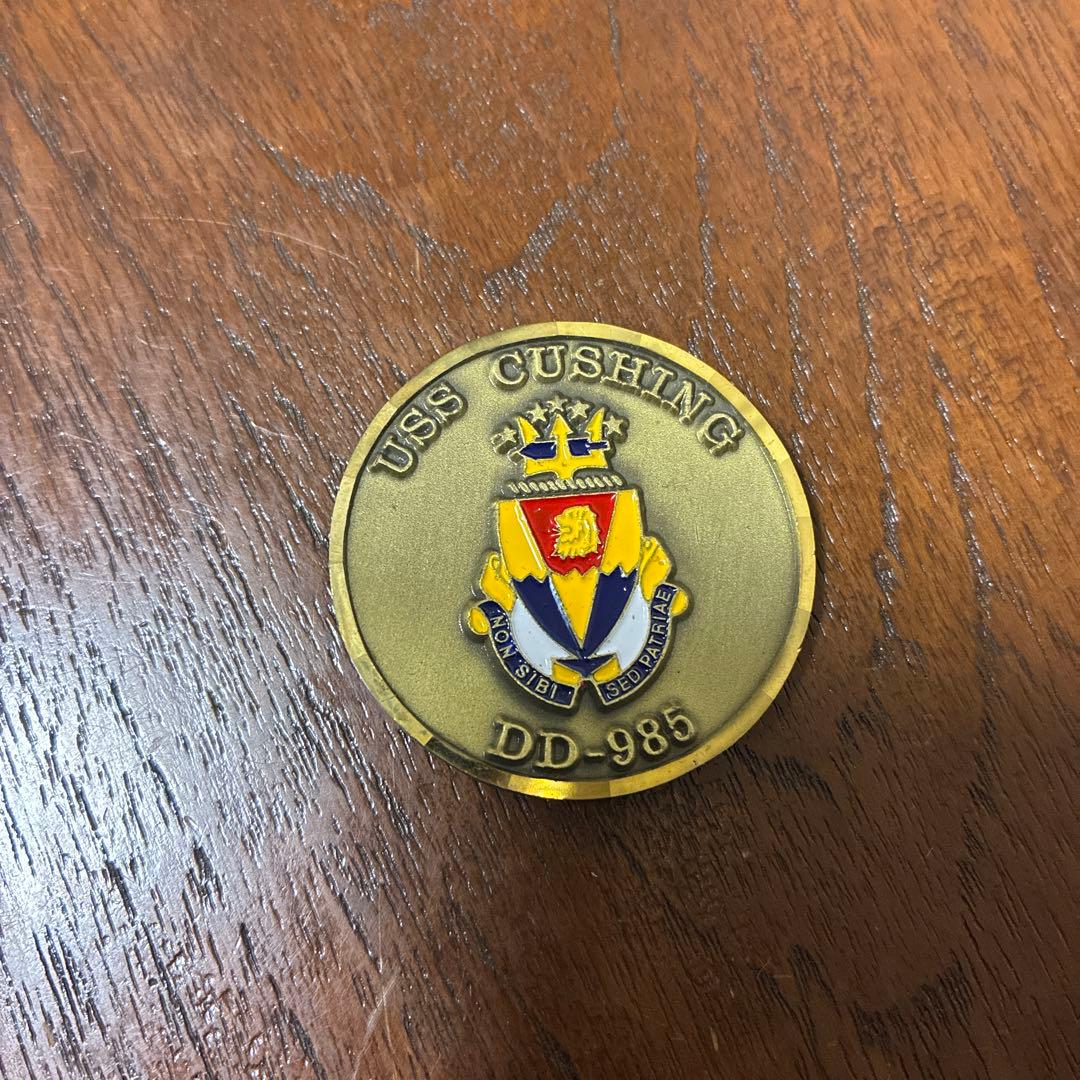 USS CUSHING
NON SIBI SED PATRIAE
DD-985